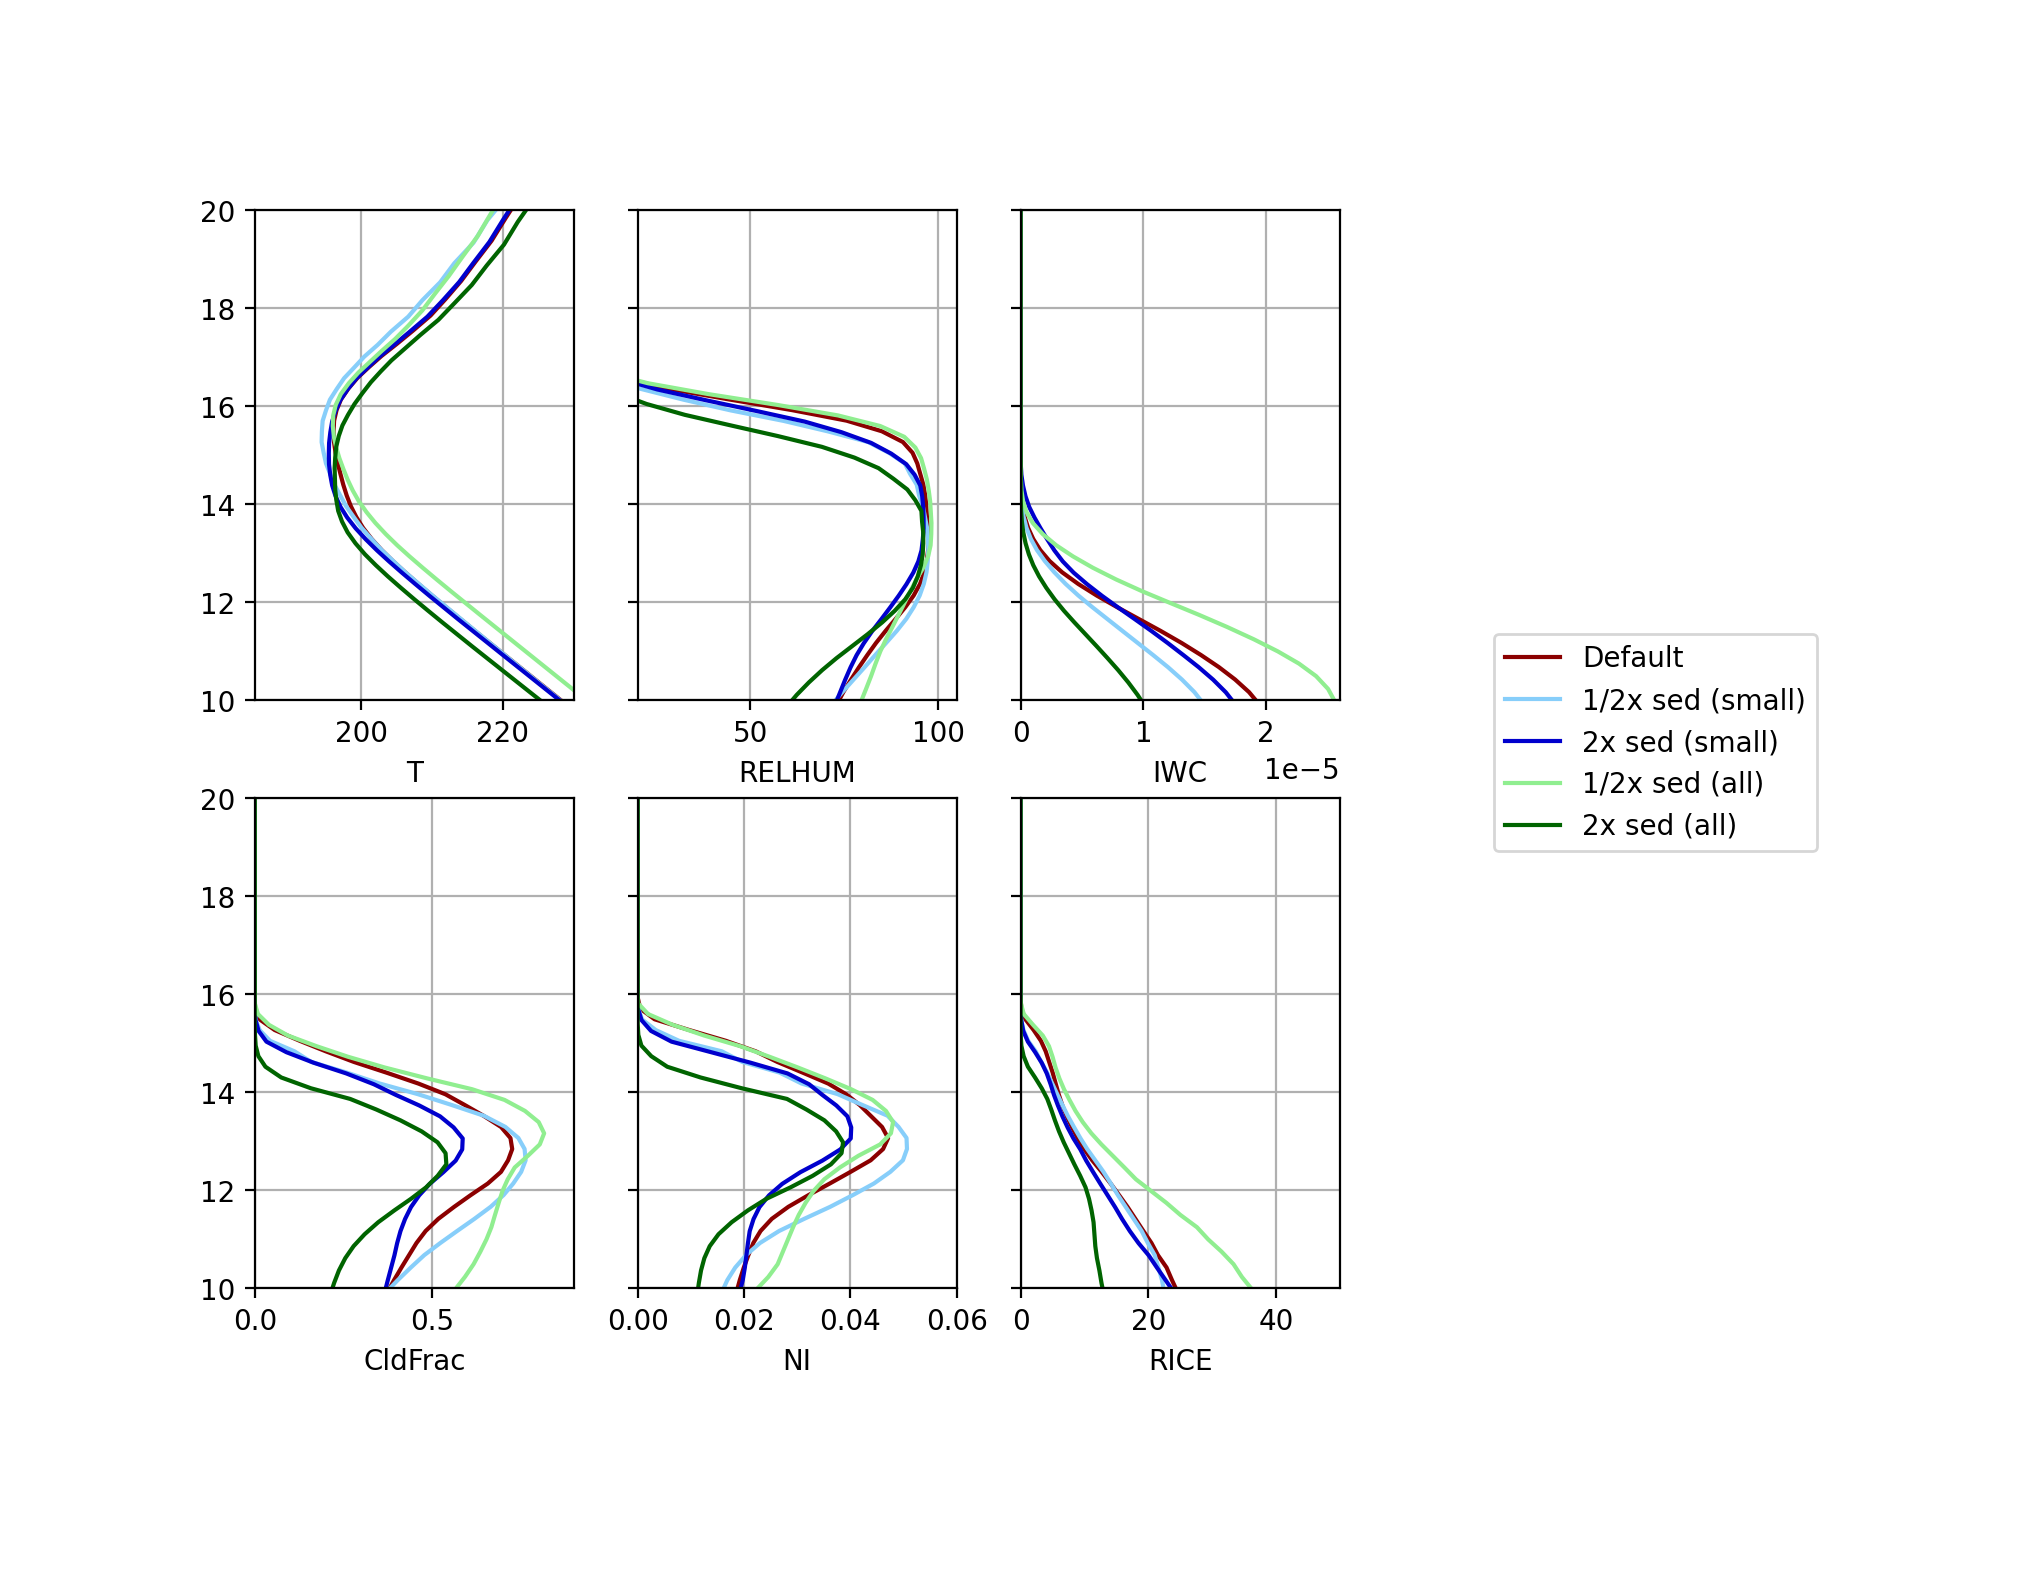 20
18
16
14
12
10
200 220
50 100
0 1 2
T
RELHUM
IWC
1e−5
20
18
16
14
12
10
0.0 0.5
0.00 0.02 0.04 0.06
0 20 40
CldFrac
NI
RICE
Default
1/2x sed (small)
2x sed (small)
1/2x sed (all)
2x sed (all)